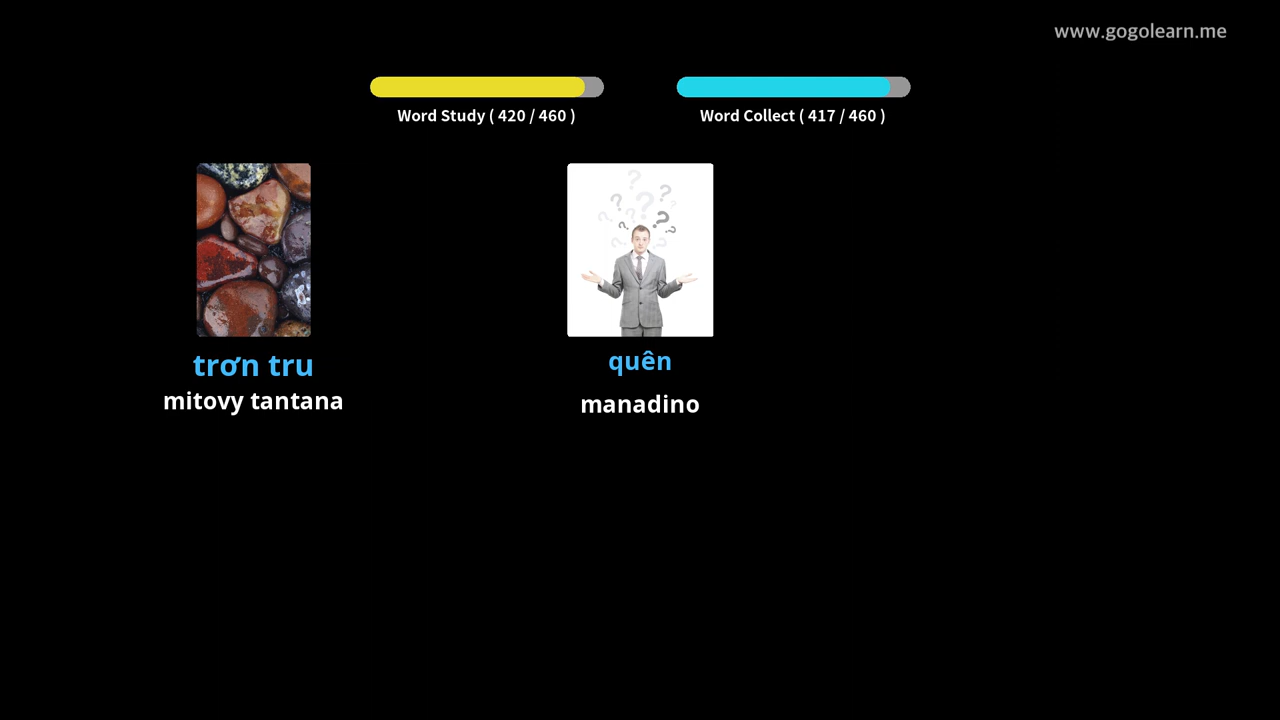 www.gogolearn.me
Word Study ( 420 / 460 )
Word Collect ( 417 / 460 )
trơn tru
mitovy tantana
quên
manadino